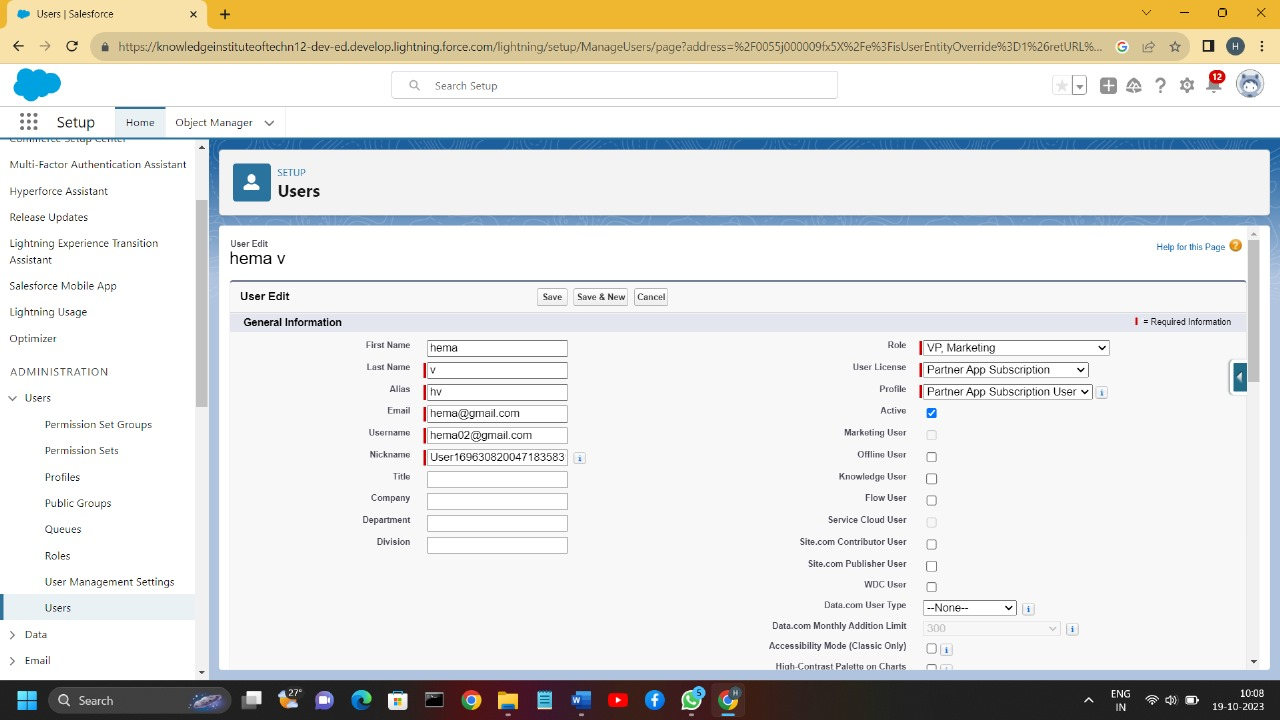 Users | Salesforce
https://knowledgeinstituteoftechn12-dev-ed.develop.lightning.force.com/lightning/setup/ManageUsers/page?address=%2F0055j000009fx5X%2Fe%3FisUserEntityOverride%3D1%26retURL%...
H
Search Setup
12
Setup
Home
Object Manager
Commerce Setup Center
Multi-Factor Authentication Assistant
Hyperforce Assistant
Release Updates
Lightning Experience Transition
Assistant
Salesforce Mobile App
Lightning Usage
Optimizer
ADMINISTRATION
Users
Permission Set Groups
Permission Sets
Profiles
Public Groups
Queues
Roles
User Management Settings
Users
Data
Email
SETUP
Users
User Edit
hema v
Help for this Page
User Edit
Save
Save & New
Cancel
General Information
= Required Information
First Name hema
Last Name v
Alias hv
Email hema@gmail.com
Username hema02@gmail.com
Nickname User169630820047183583
Title
Company
Department
Division
Role VP, Marketing
User License Partner App Subscription
Profile Partner App Subscription User
Active
Marketing User
Offline User
Knowledge User
Flow User
Service Cloud User
Site.com Contributor User
Site.com Publisher User
WDC User
Data.com User Type --None--
Data.com Monthly Addition Limit 300
Accessibility Mode (Classic Only)
High-Contrast Palette on Charts
Search
27°
5
H
ENG
IN
10:08
19-10-2023